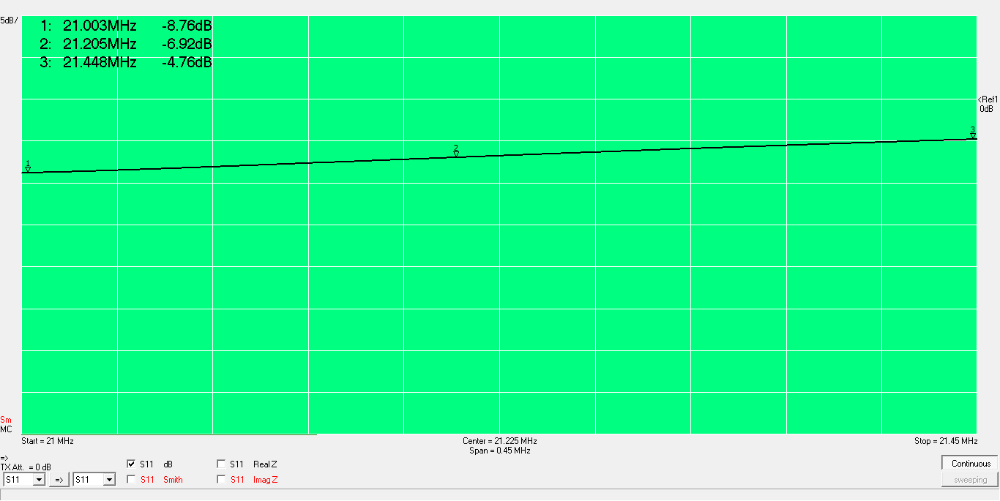 5dB/
1: 21.003MHz -8.76dB
2: 21.205MHz -6.92dB
3: 21.448MHz -4.76dB
<Ref1
0dB
1
2
3
Sm
MC
Start = 21 MHz
Center = 21.225 MHz
Span = 0.45 MHz
Stop = 21.45 MHz
=>
TX Att. = 0 dB
S11 dB
S11 Real Z
Continuous
S11
=>
S11
S11 Smith
S11 Imag Z
sweeping